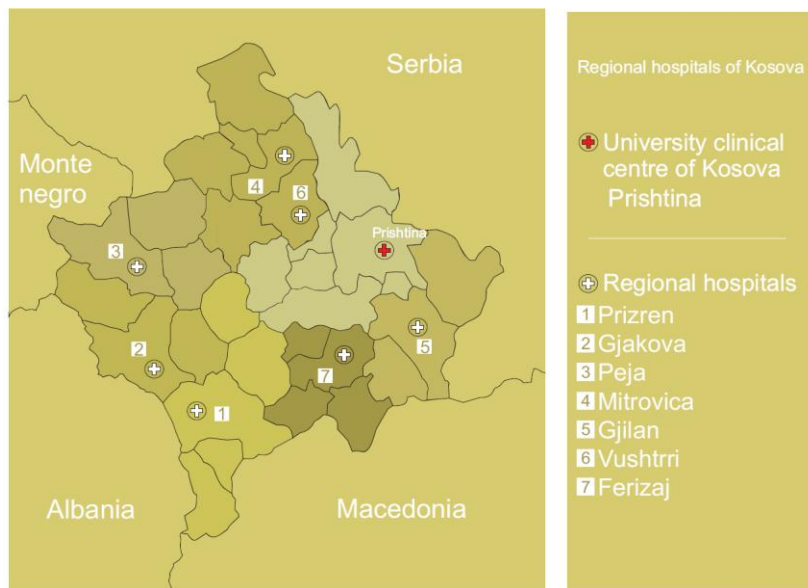 Serbia
Monte
negro
4
6
Prishtina
3
2
5
7
1
Albania
Macedonia
Regional hospitals of Kosova
University clinical
centre of Kosova
Prishtina
Regional hospitals
1 Prizren
2 Gjakova
3 Peja
4 Mitrovica
5 Gjilan
6 Vushtrri
7 Ferizaj